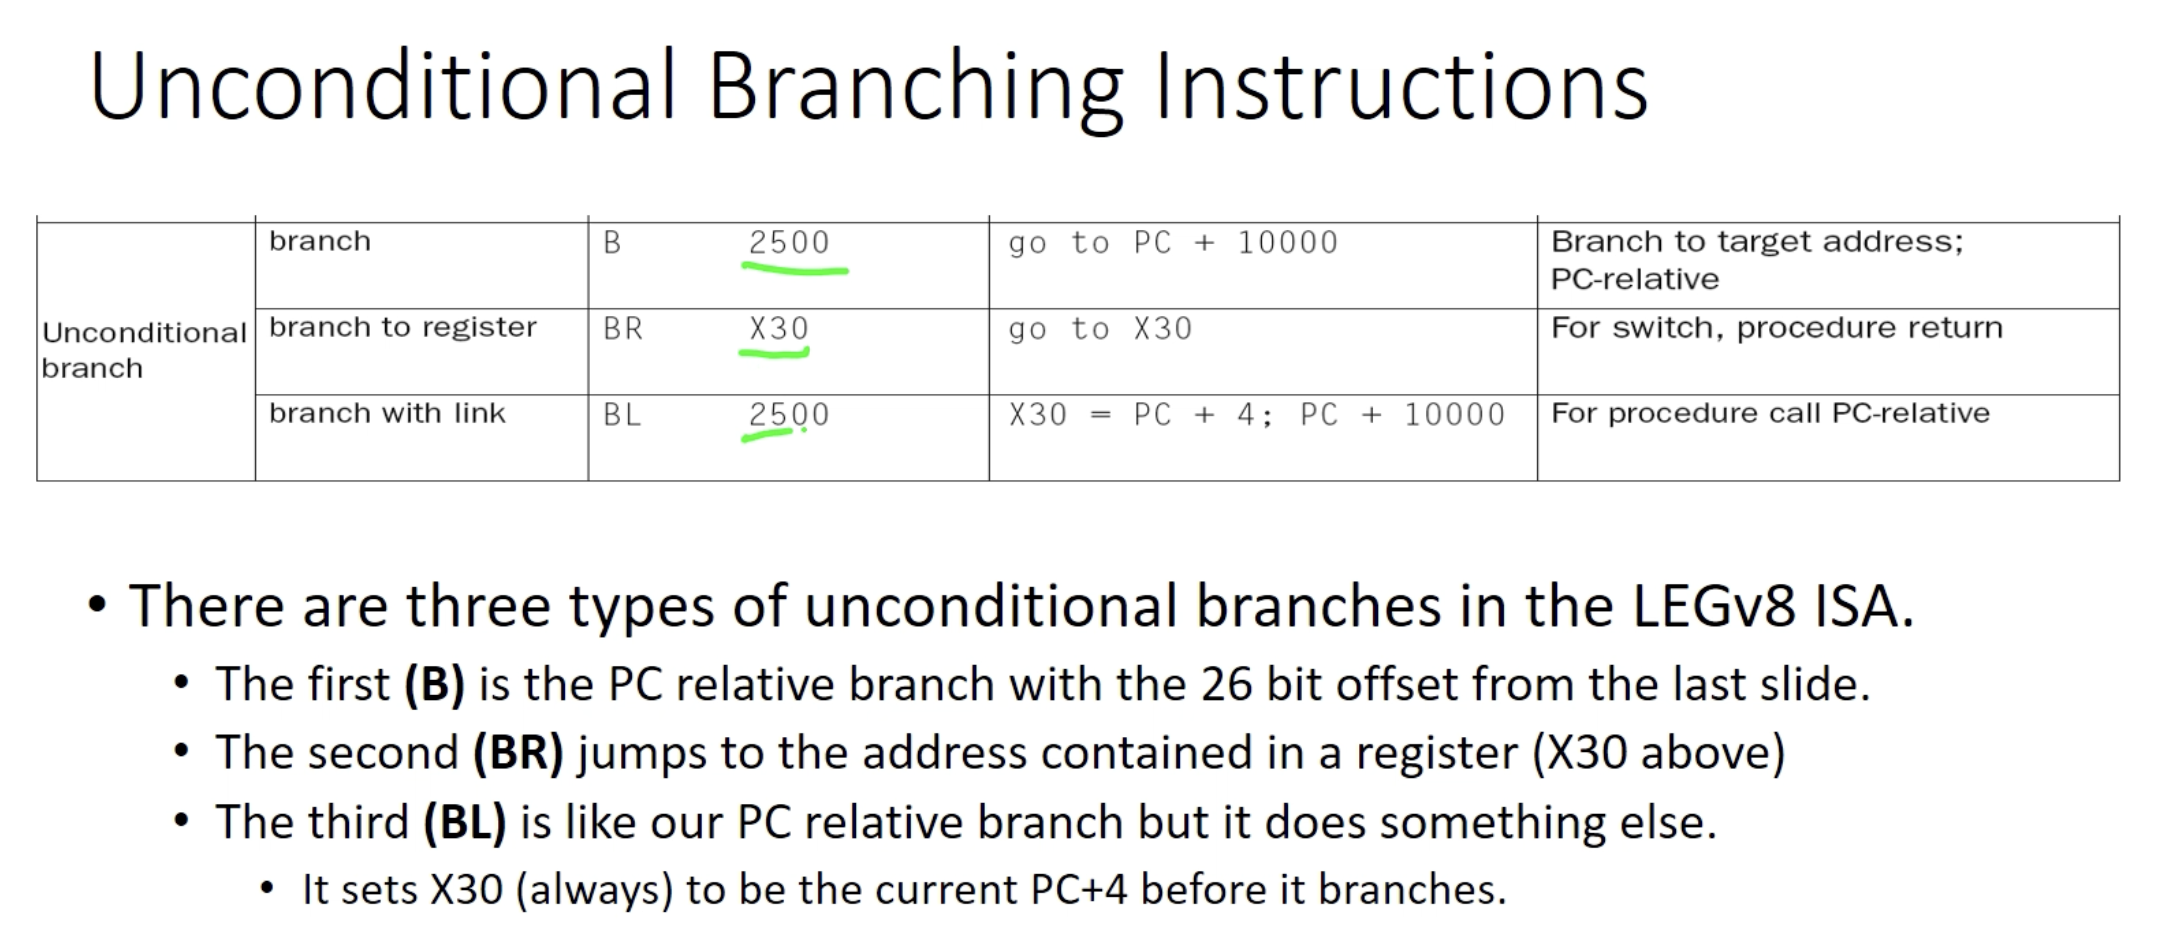 Unconditional Branching Instructions
Unconditional branch
branch B 2500 go to PC + 10000 Branch to target address; PC-relative
branch to register BR X30 go to X30 For switch, procedure return
branch with link BL 2500 X30 = PC + 4; PC + 10000 For procedure call PC-relative
• There are three types of unconditional branches in the LEGv8 ISA.
• The first (B) is the PC relative branch with the 26 bit offset from the last slide.
• The second (BR) jumps to the address contained in a register (X30 above)
• The third (BL) is like our PC relative branch but it does something else.
• It sets X30 (always) to be the current PC+4 before it branches.